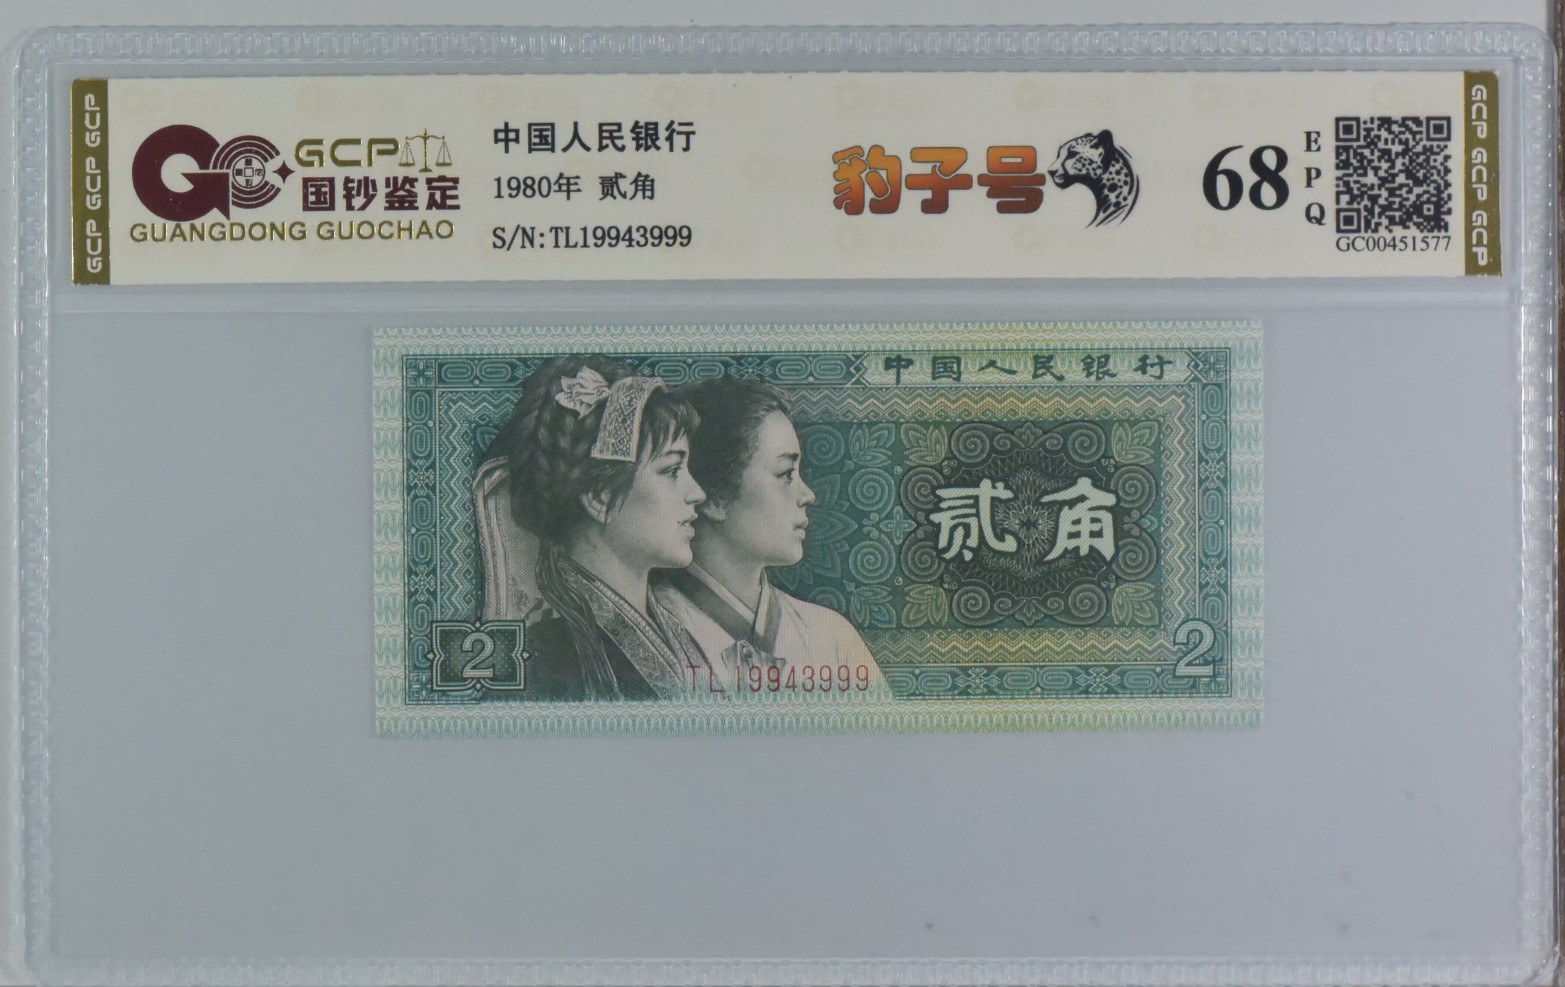 GCP GCP GCP
GCP
国钞鉴定
GUANGDONG GUOCHAO
中国人民银行
1980年 贰角
S/N:TL19943999
豹子号
68
EPQ
GC00451577
GCP GCP GCP
中国人民银行
贰角
2
2
TL19943999